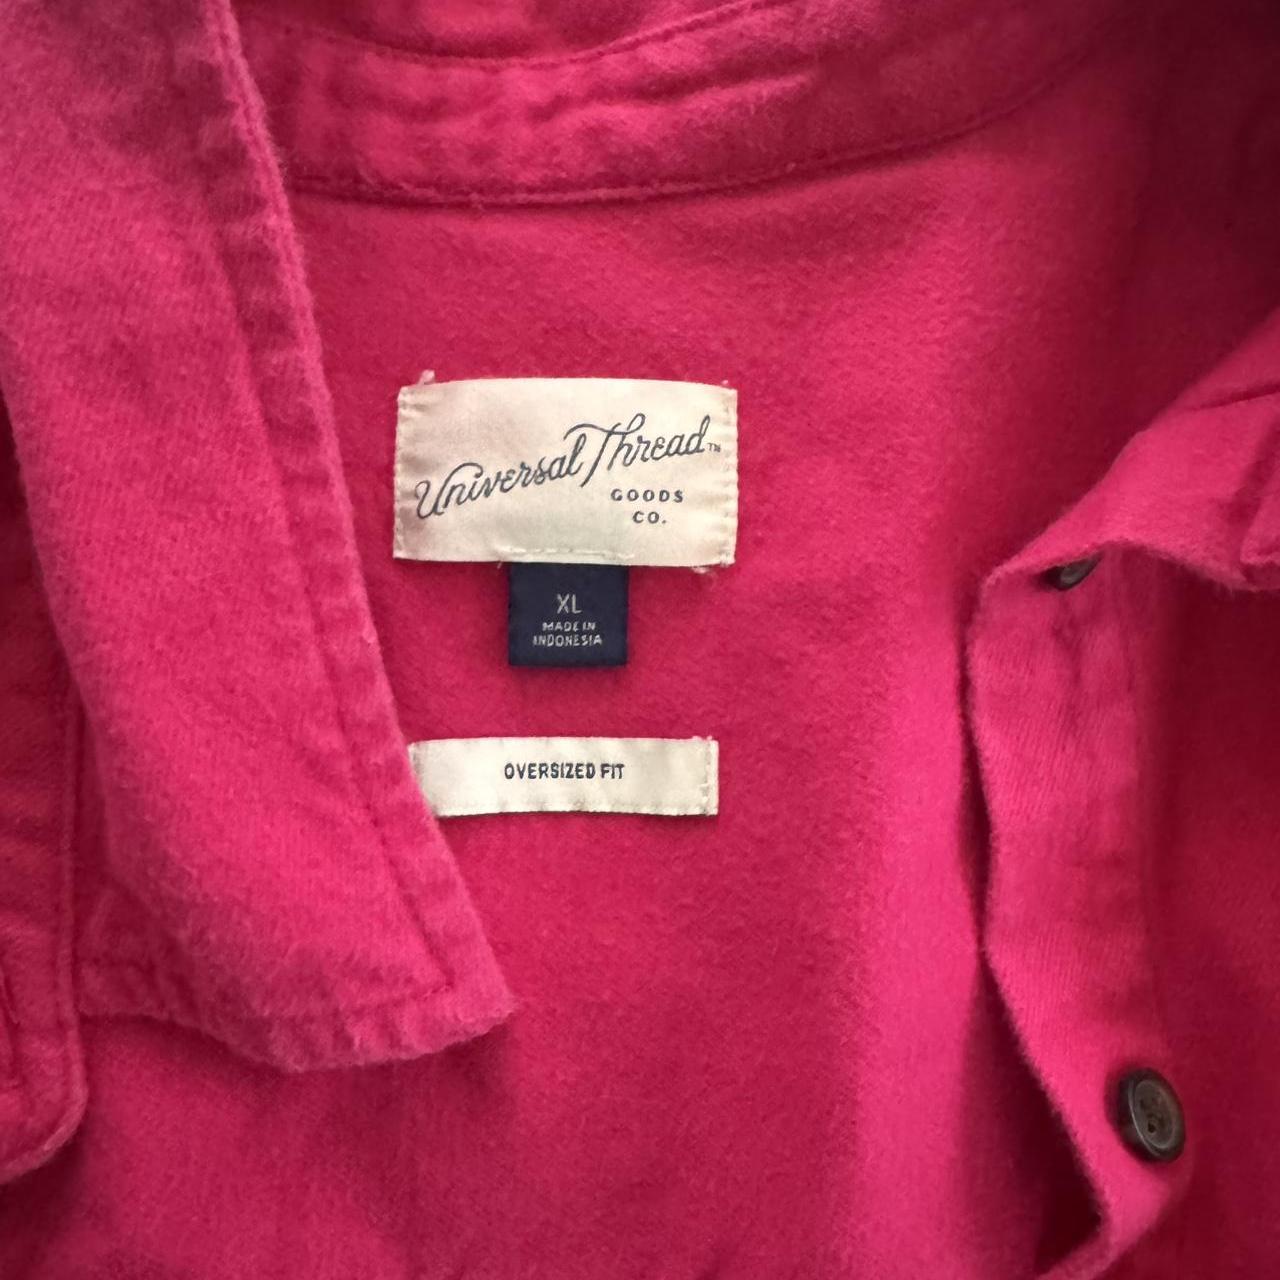 Universal Thread™
GOODS
CO.
XL
MADE IN
INDONESIA
OVERSIZED FIT